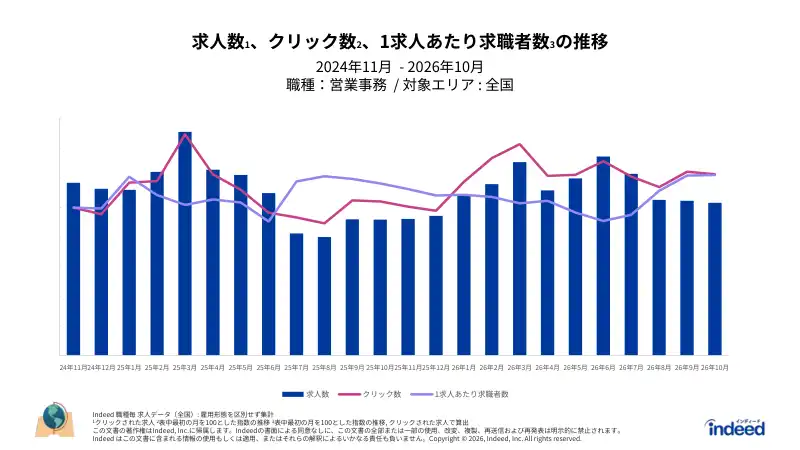 求人数1、クリック数2、1求人あたり求職者数3の推移
2024年11月 - 2026年10月
職種：営業事務 / 対象エリア : 全国
24年11月 24年12月 25年1月 25年2月 25年3月 25年4月 25年5月 25年6月 25年7月 25年8月 25年9月 25年10月 25年11月 25年12月 26年1月 26年2月 26年3月 26年4月 26年5月 26年6月 26年7月 26年8月 26年9月 26年10月
求人数 クリック数 1求人あたり求職者数
Indeed 職種毎 求人データ（全国）: 雇用形態を区別せず集計
¹クリックされた求人 ²表中最初の月を100とした指数の推移 ³表中最初の月を100とした指数の推移, クリックされた求人で算出
この文書の著作権はIndeed, Inc.に帰属します。Indeedの書面による同意なしに、この文書の全部または一部の使用、改変、複製、再送信および再発表は明示的に禁止されます。
Indeed はこの文書に含まれる情報の使用もしくは適用、またはそれらの解釈によるいかなる責任も負いません。Copyright © 2026, Indeed, Inc. All rights reserved.
インディード
indeed